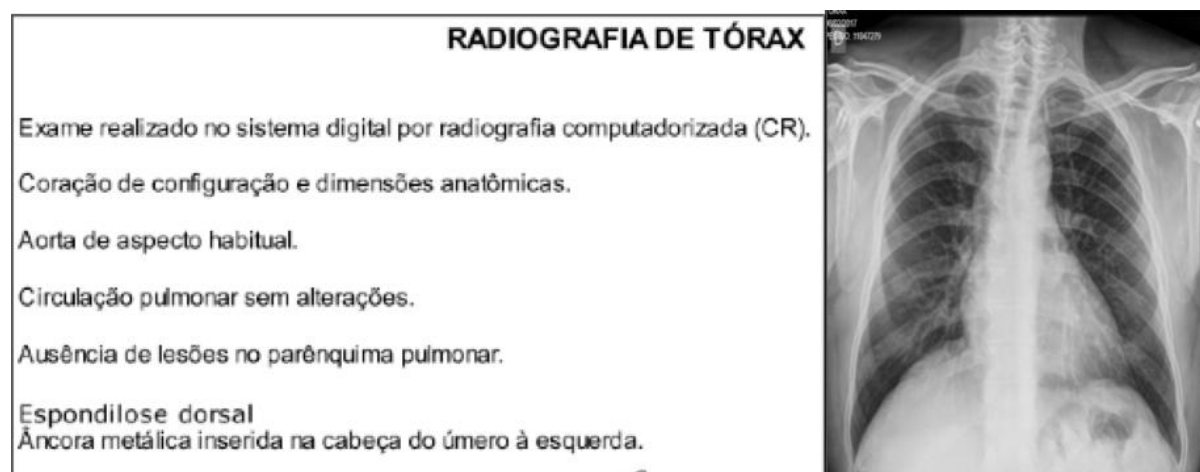 RADIOGRAFIA DE TÓRAX
Exame realizado no sistema digital por radiografia computadorizada (CR).
Coração de configuração e dimensões anatômicas.
Aorta de aspecto habitual.
Circulação pulmonar sem alterações.
Ausência de lesões no parênquima pulmonar.
Espondilose dorsal
Âncora metálica inserida na cabeça do úmero à esquerda.